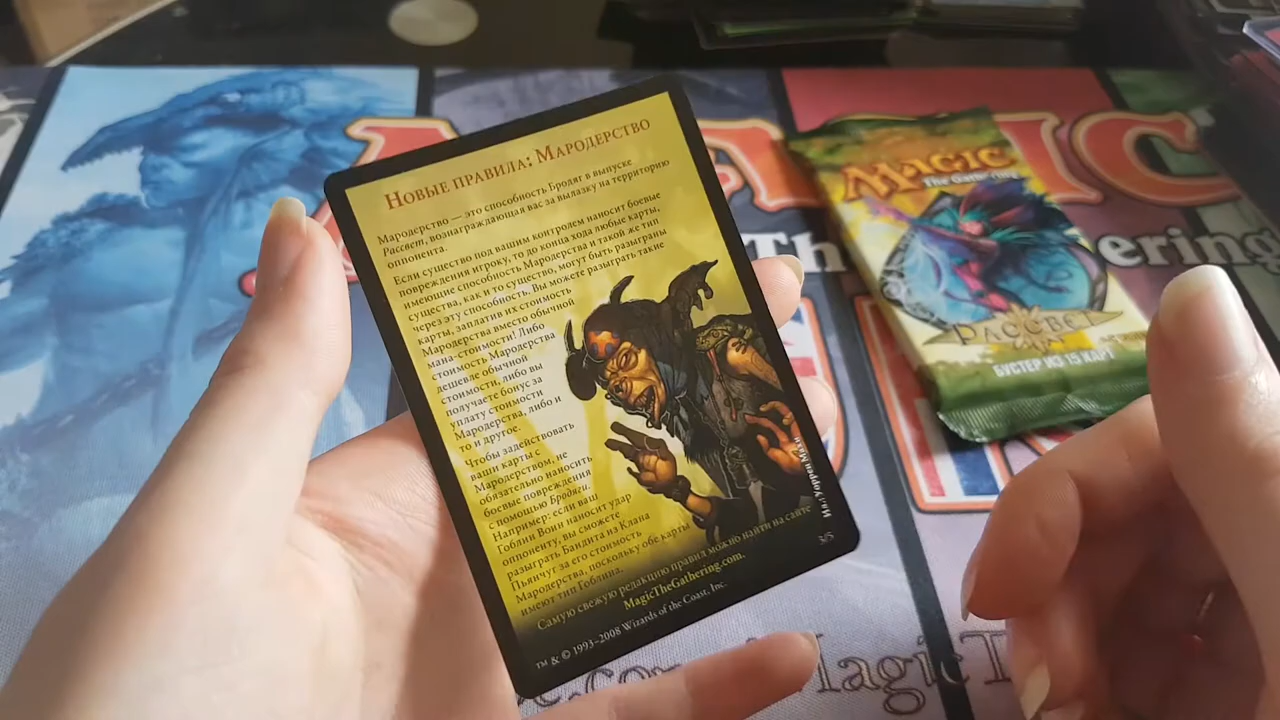 Новые правила: Мародерство
Мародерство — это способность Бродяг в выпуске
Рассвет, вознаграждающая вас за вылазку на территорию
оппонента.
Если существо под вашим контролем наносит боевые
повреждения игроку, то до конца хода любые карты,
имеющие способность Мародерства и такой же тип
существа, как и то существо, могут быть разыграны
через эту способность. Вы можете разыграть такие
карты, заплатив их стоимость
Мародерства вместо обычной
мана-стоимости! Либо
стоимость Мародерства
дешевле обычной
стоимости, либо вы
получаете бонус за
уплату стоимости
Мародерства, либо и
то и другое.
Чтобы задействовать
ваши карты с
Мародерством, не
обязательно наносить
боевые повреждения
с помощью Бродяги.
Например: если ваш
Гоблин Воин наносит удар
оппоненту, вы сможете
разыграть Бандита из Клана
Пьянчуг за его стоимость
Мародерства, поскольку обе карты
имеют тип Гоблина.
Самую свежую редакцию правил можно найти на сайте
MagicTheGathering.com.
™ & © 1993–2008 Wizards of the Coast, Inc.
3/5
Magic
The Gathering
Рассвет
БУСТЕР ИЗ 15 КАРТ
MAGIC
The
ering
.com
MagicT